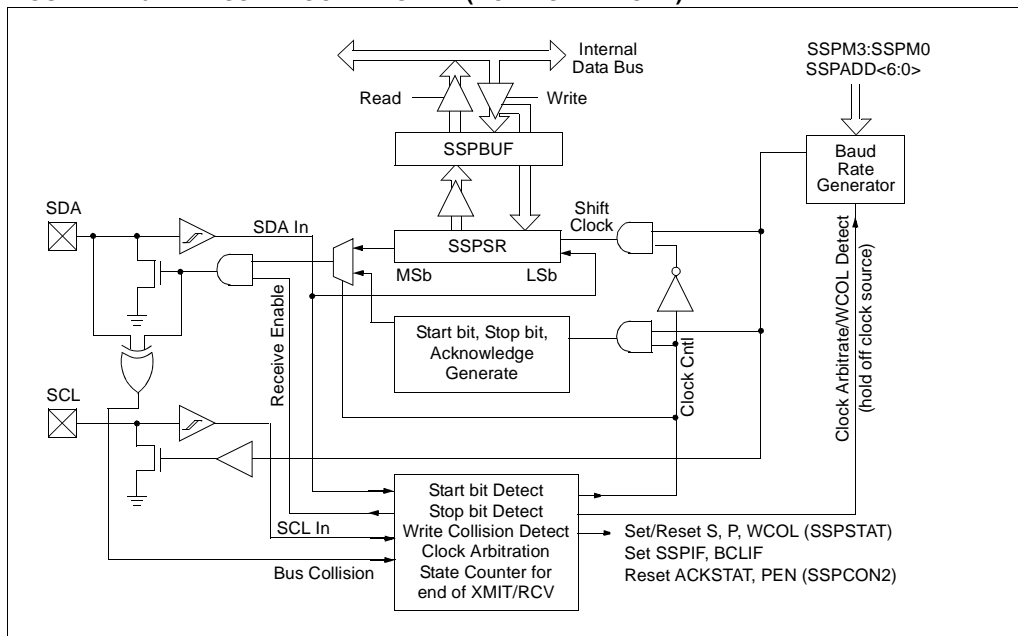 Internal
Data Bus
SSPM3:SSPM0
SSPADD<6:0>
Read
Write
SSPBUF
Baud
Rate
Generator
SDA
SDA In
Shift
Clock
SSPSR
MSb
LSb
Start bit, Stop bit,
Acknowledge
Generate
Receive Enable
Clock Cntl
Clock Arbitrate/WCOL Detect
(hold off clock source)
SCL
SCL In
Bus Collision
Start bit Detect
Stop bit Detect
Write Collision Detect
Clock Arbitration
State Counter for
end of XMIT/RCV
Set/Reset S, P, WCOL (SSPSTAT)
Set SSPIF, BCLIF
Reset ACKSTAT, PEN (SSPCON2)